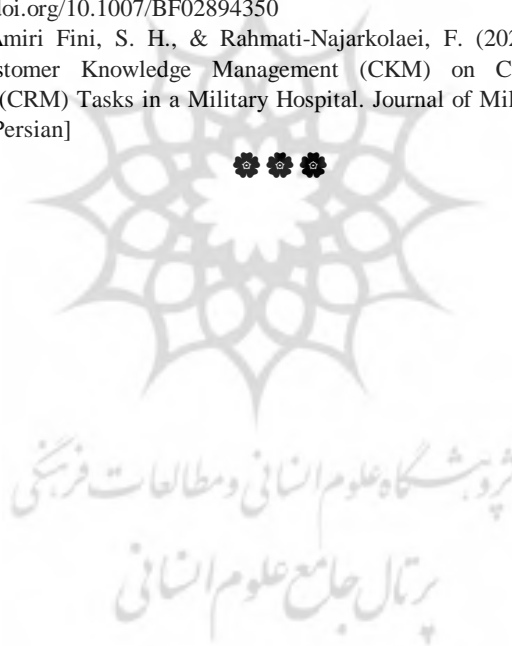 doi.org/10.1007/BF02894350
Amiri Fini, S. H., & Rahmati-Najarkolaei, F. (202
stomer Knowledge Management (CKM) on C
(CRM) Tasks in a Military Hospital. Journal of Mil
Persian]
پژوهشگاه علوم انسانی و مطالعات فرهنگی
پرتال جامع علوم انسانی